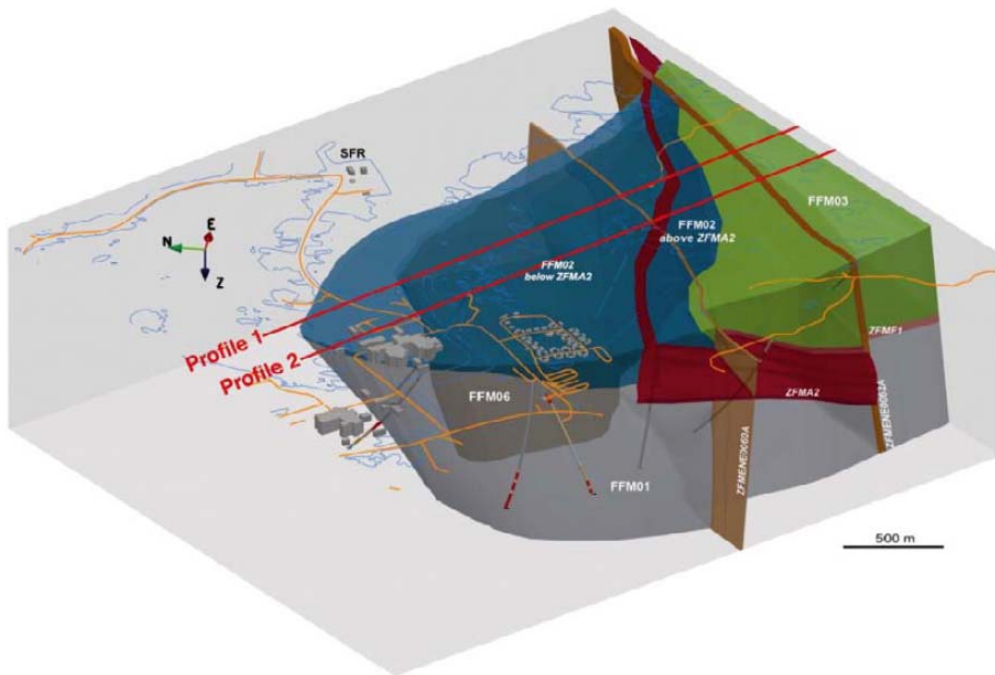 SFR
E
N
Z
FFM03
FFM02
above ZFMA2
FFM02
below ZFMA2
Profile 1
Profile 2
ZFMF1
FFM06
ZFMA2
FFM01
ZFMENE0060A
ZFMENE0062A
500 m